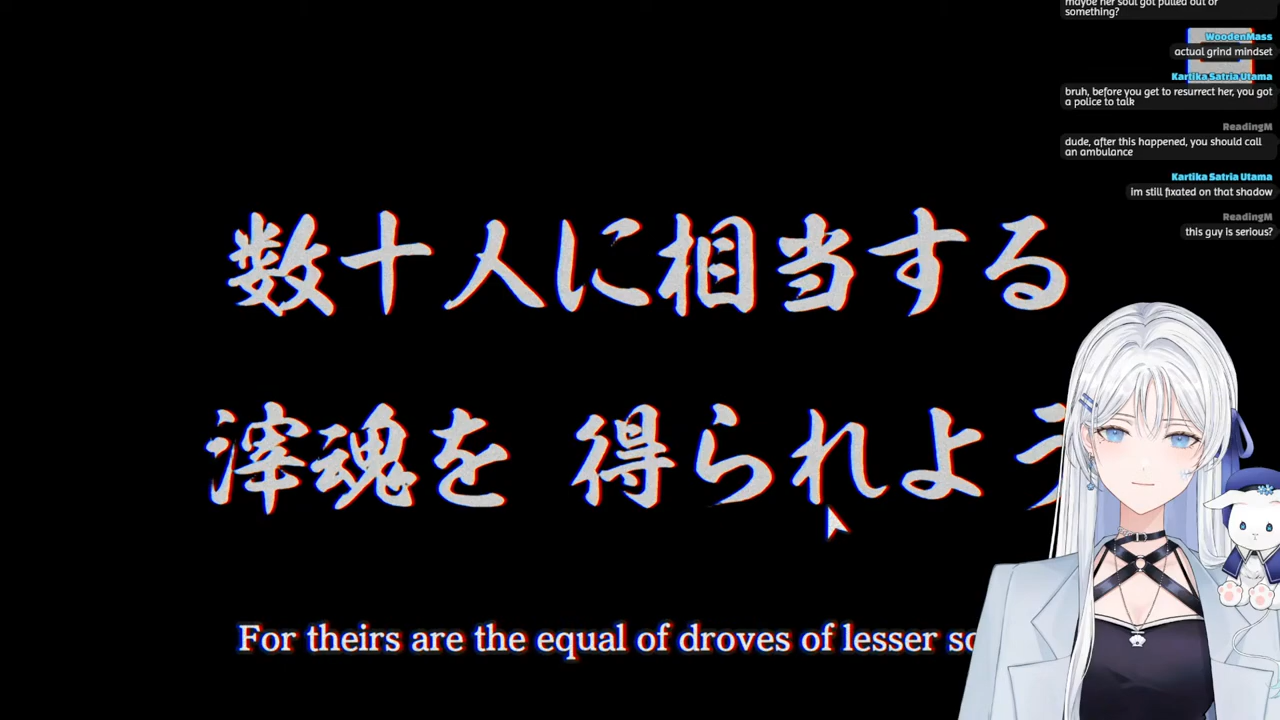 数十人に相当する
滓魂を 得られよう
For theirs are the equal of droves of lesser so
maybe her soul got pulled out or
something?
WoodenMass
actual grind mindset
Kartika Satria Utama
bruh, before you get to resurrect her, you got
a police to talk
ReadingM
dude, after this happened, you should call
an ambulance
Kartika Satria Utama
im still fixated on that shadow
ReadingM
this guy is serious?